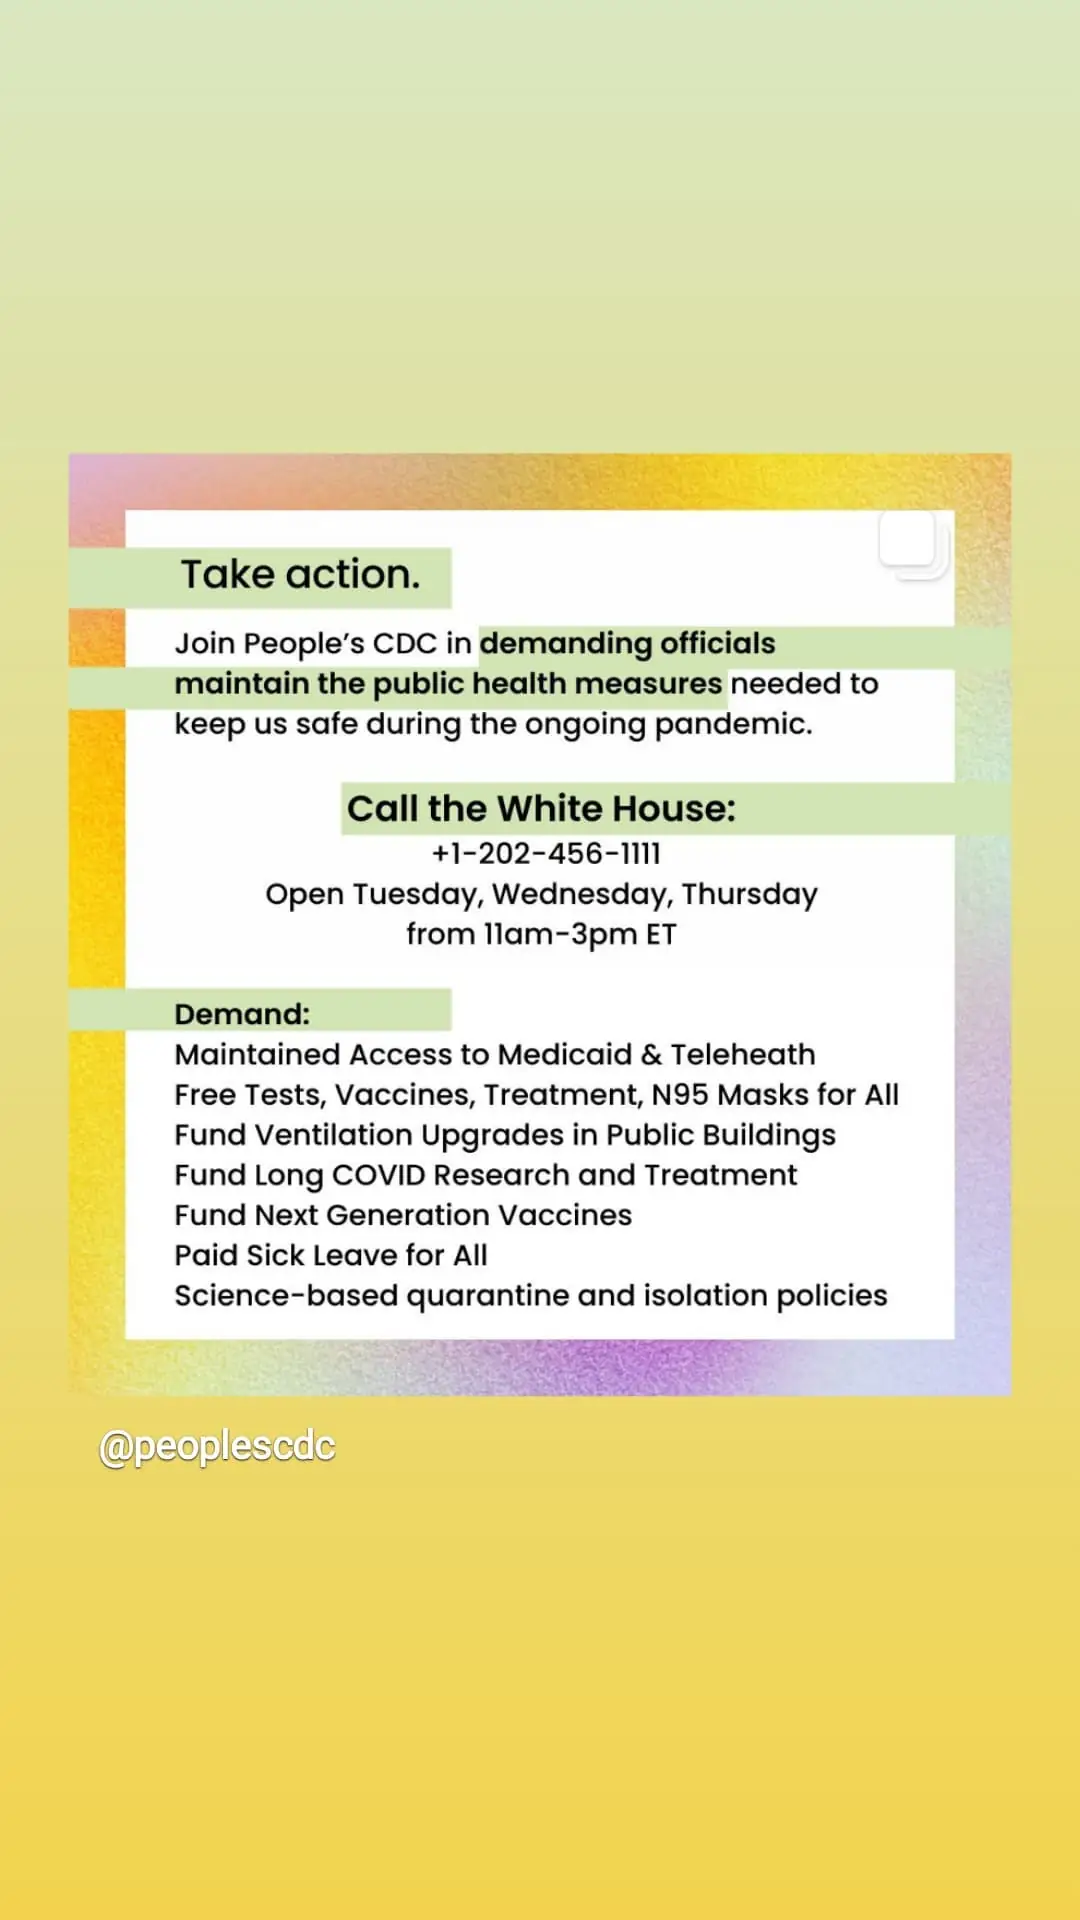 Take action.
Join People’s CDC in demanding officials
maintain the public health measures needed to
keep us safe during the ongoing pandemic.
Call the White House:
+1-202-456-1111
Open Tuesday, Wednesday, Thursday
from 11am-3pm ET
Demand:
Maintained Access to Medicaid & Teleheath
Free Tests, Vaccines, Treatment, N95 Masks for All
Fund Ventilation Upgrades in Public Buildings
Fund Long COVID Research and Treatment
Fund Next Generation Vaccines
Paid Sick Leave for All
Science-based quarantine and isolation policies
@peoplescdc